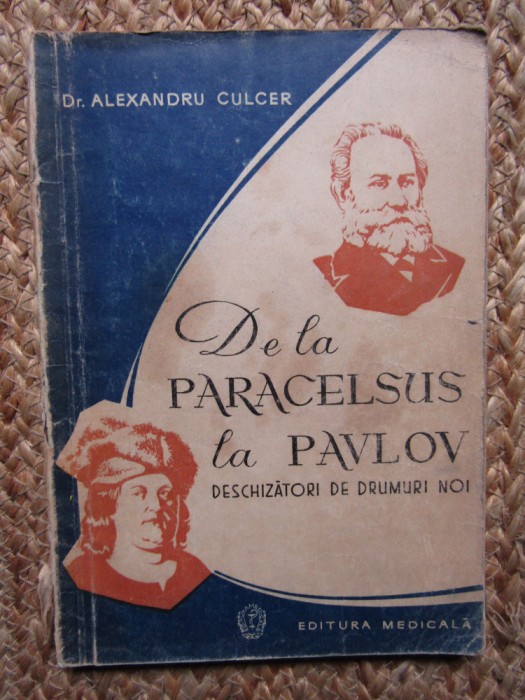 Dr. ALEXANDRU CULCER
De la
PARACELSUS
la PAVLOV
DESCHIZĂTORI DE DRUMURI NOI
EDITURA MEDICALĂ